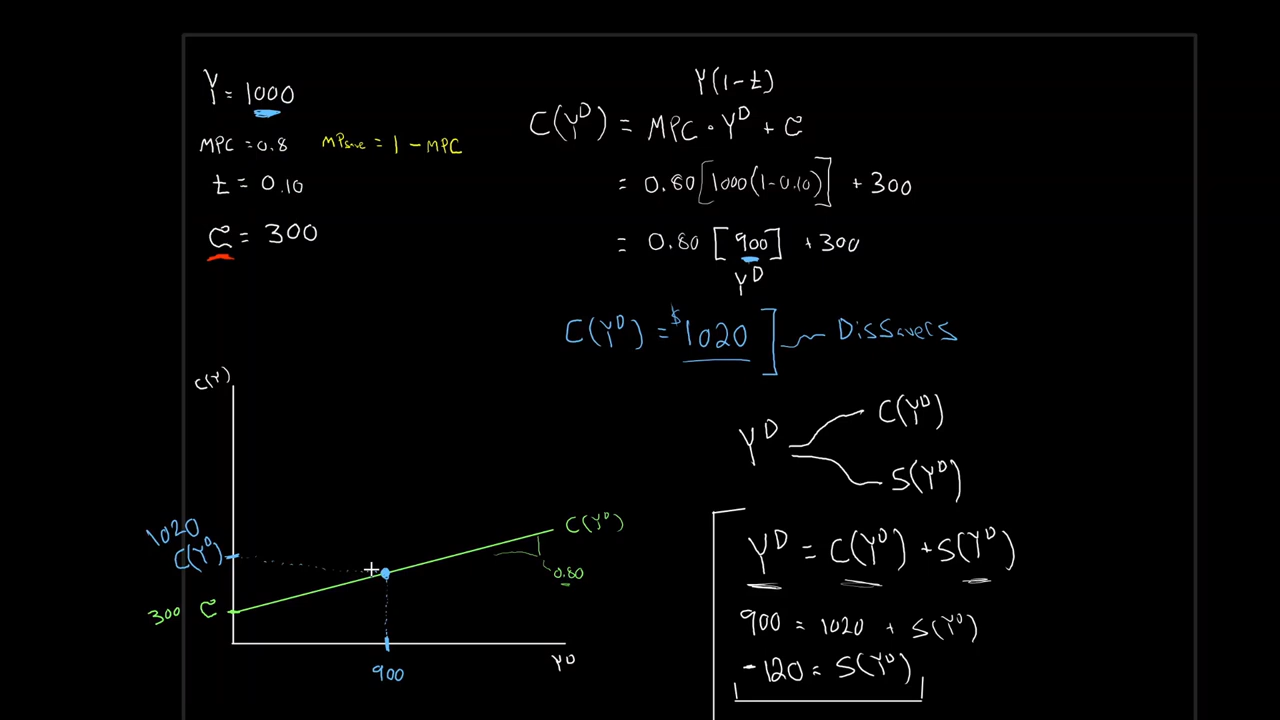 Y = 1000
MPC = 0.8 MPsave = 1 - MPC
t = 0.10
C̄ = 300
Y(1-t)
C(Y^D) = MPC · Y^D + C̄
= 0.80[1000(1-0.10)] + 300
= 0.80 [900] + 300
Y^D
C(Y^D) = $1020] Dissavers
Y^D
C(Y^D)
S(Y^D)
Y^D = C(Y^D) + S(Y^D)
900 = 1020 + S(Y^D)
-120 = S(Y^D)
C(Y)
1020
C(Y^D)
300 C̄
C(Y^D)
0.80
900
YD